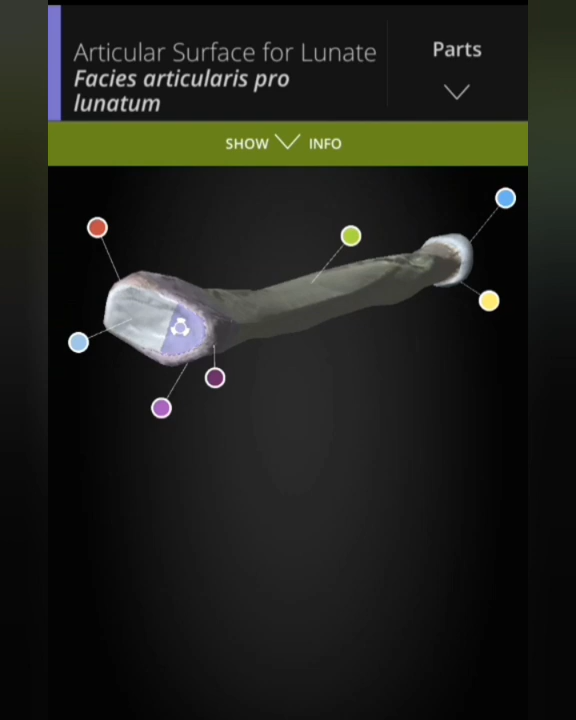 Articular Surface for Lunate
Facies articularis pro
lunatum
Parts
SHOW INFO